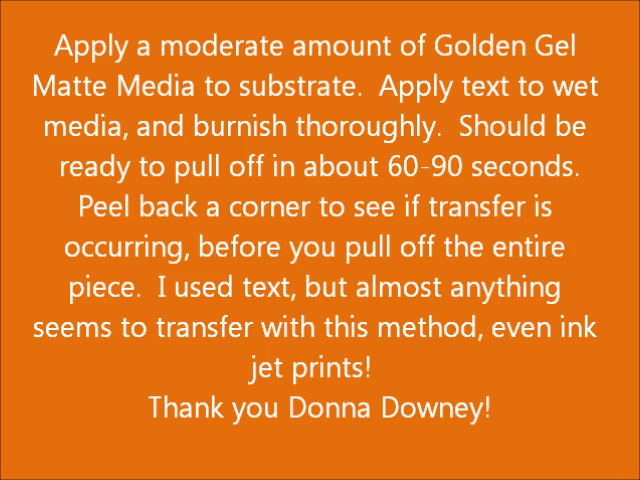 Apply a moderate amount of Golden Gel
Matte Media to substrate.  Apply text to wet
media, and burnish thoroughly.  Should be
ready to pull off in about 60-90 seconds.
Peel back a corner to see if transfer is
occurring, before you pull off the entire
piece.  I used text, but almost anything
seems to transfer with this method, even ink
jet prints!
Thank you Donna Downey!